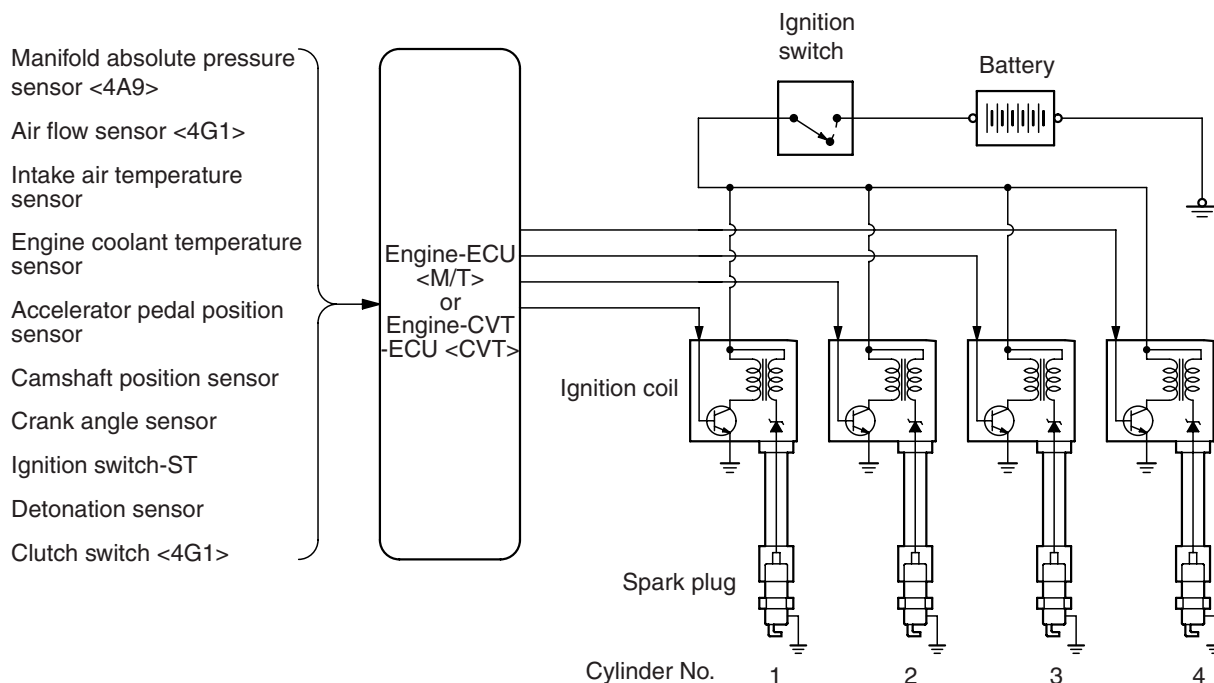 Manifold absolute pressure
sensor <4A9>
Air flow sensor <4G1>
Intake air temperature
sensor
Engine coolant temperature
sensor
Accelerator pedal position
sensor
Camshaft position sensor
Crank angle sensor
Ignition switch-ST
Detonation sensor
Clutch switch <4G1>
Engine-ECU
<M/T>
or
Engine-CVT
-ECU <CVT>
Ignition
switch
Battery
Ignition coil
Spark plug
Cylinder No. 1 2 3 4